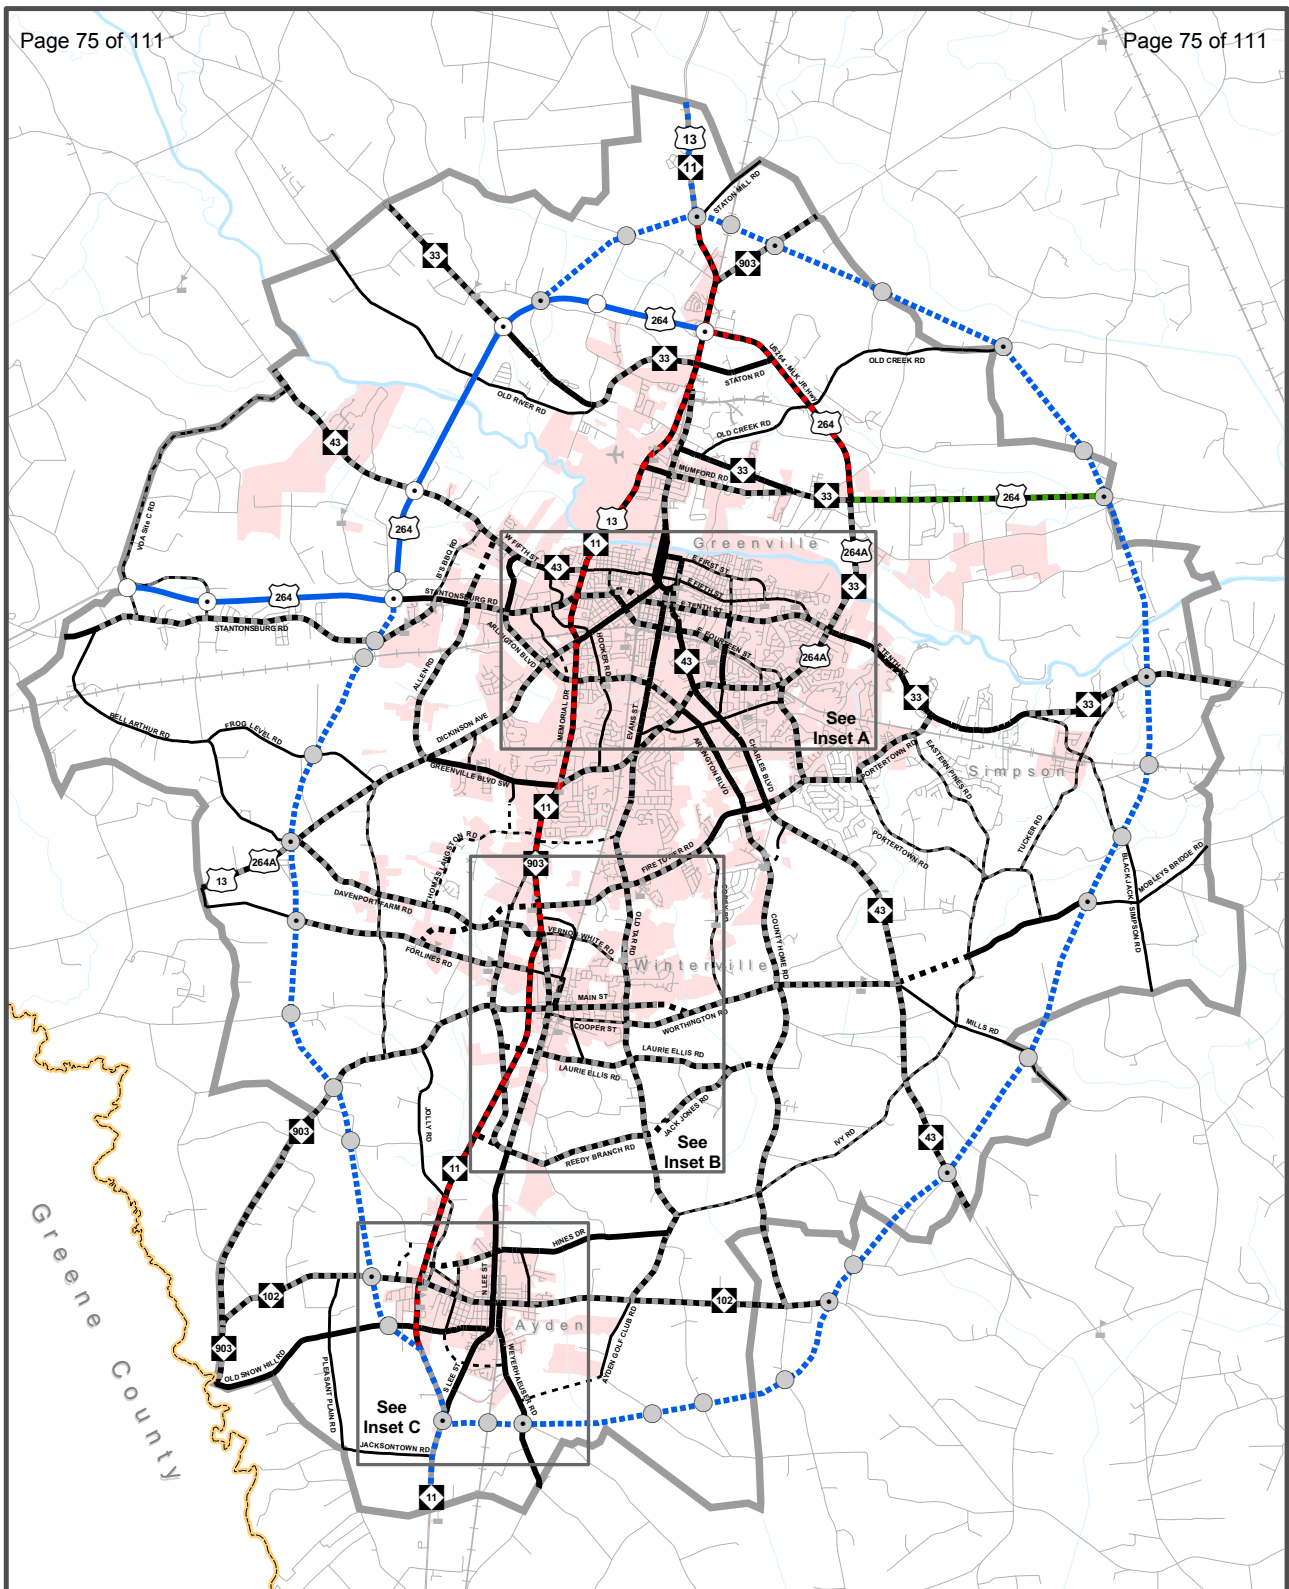 Page 75 of 111
Page 75 of 111
13
11
STATON MILL RD
33
903
264
33
US264 - MLK JR. HWY
STATON RD
OLD CREEK RD
OLD RIVER RD
264
43
OLD CREEK RD
33
MUMFORD RD
33
264
VOA Site C RD
264
13
11
Greenville
B'S BBQ RD
W FIFTH ST
43
E FIRST ST
264A
33
E FIFTH ST
264
STANTONSBURG RD
E TENTH ST
STANTONSBURG RD
ARLINGTON BLVD
HOOKER RD
E FOURTEEN ST
43
264A
E TENTH ST
ALLEN RD
33
33
BELL ARTHUR RD
FROG LEVEL RD
DICKINSON AVE
MEMORIAL DR
EVANS ST
See
Inset A
PORTERTOWN RD
EASTERN PINES RD
Simpson
GREENVILLE BLVD SW
ARLINGTON BLVD
CHARLES BLVD
11
THOMAS LANGSTON RD
TUCKER RD
PORTERTOWN RD
264A
13
903
FIRE TOWER RD
BLACK JACK - SIMPSON RD
MOBLEYS BRIDGE RD
DAVENPORT FARM RD
43
VERNON WHITE RD
OLD TAR RD
COUNTY HOME RD
FORLINES RD
Winterville
MAIN ST
COOPER ST
WORTHINGTON RD
MILLS RD
LAURIE ELLIS RD
LAURIE ELLIS RD
JOLLY RD
JACK JONES RD
903
See
Inset B
IVY RD
43
REEDY BRANCH RD
11
Greene County
HINES DR
N LEE ST
102
102
Ayden
903
OLD SNOW HILL RD
PLEASANT PLAIN RD
S LEE ST
WEYERHAEUSER RD
AYDEN GOLF CLUB RD
See
Inset C
JACKSONTOWN RD
11